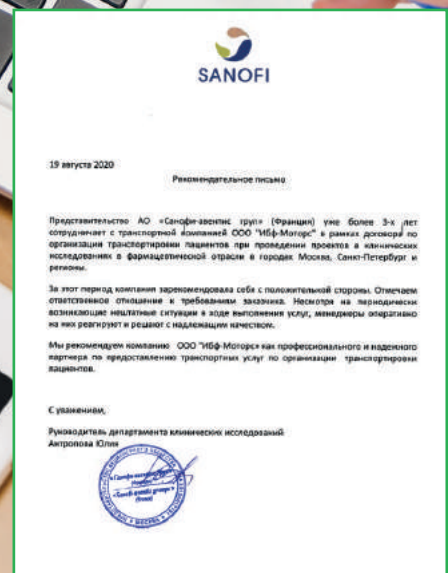 SANOFI
19 августа 2020
Рекомендательное письмо
Представительство АО «Санофи-авентис груп» (Франция) уже более 3-х лет
сотрудничает с транспортной компанией ООО "Ибф-Моторс" в рамках договора по
организации транспортировки пациентов при проведении проектов в клинических
исследованиях в фармацевтической отрасли в городах Москва, Санкт-Петербург и
регионы.
За этот период компания зарекомендовала себя с положительной стороны. Отмечаем
ответственное отношение к требованиям заказчика. Несмотря на периодически
возникающие нештатные ситуации в ходе выполнения услуг, менеджеры оперативно
на них реагируют и решают с надлежащим качеством.
Мы рекомендуем компанию ООО "Ибф-Моторс» как профессионального и надежного
партнера по предоставлению транспортных услуг по организации транспортировки
пациентов.
С уважением,
Руководитель департамента клинических исследований
Антропова Юлия